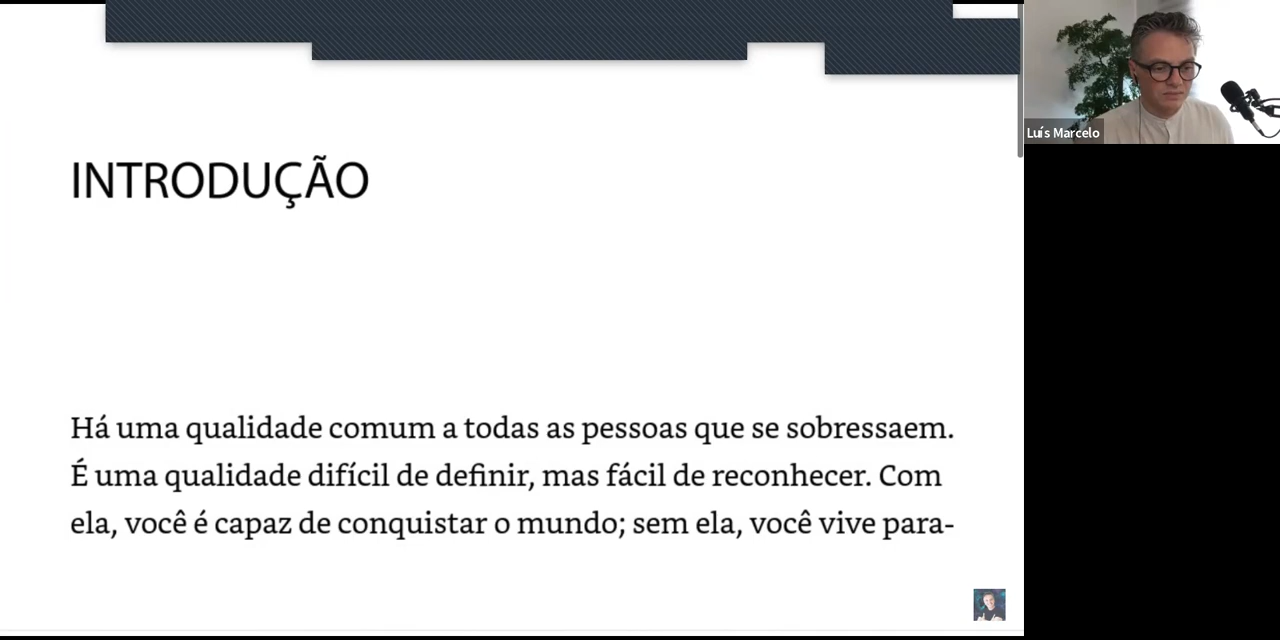 INTRODUÇÃO
Há uma qualidade comum a todas as pessoas que se sobressaem.
É uma qualidade difícil de definir, mas fácil de reconhecer. Com
ela, você é capaz de conquistar o mundo; sem ela, você vive para-
Luís Marcelo